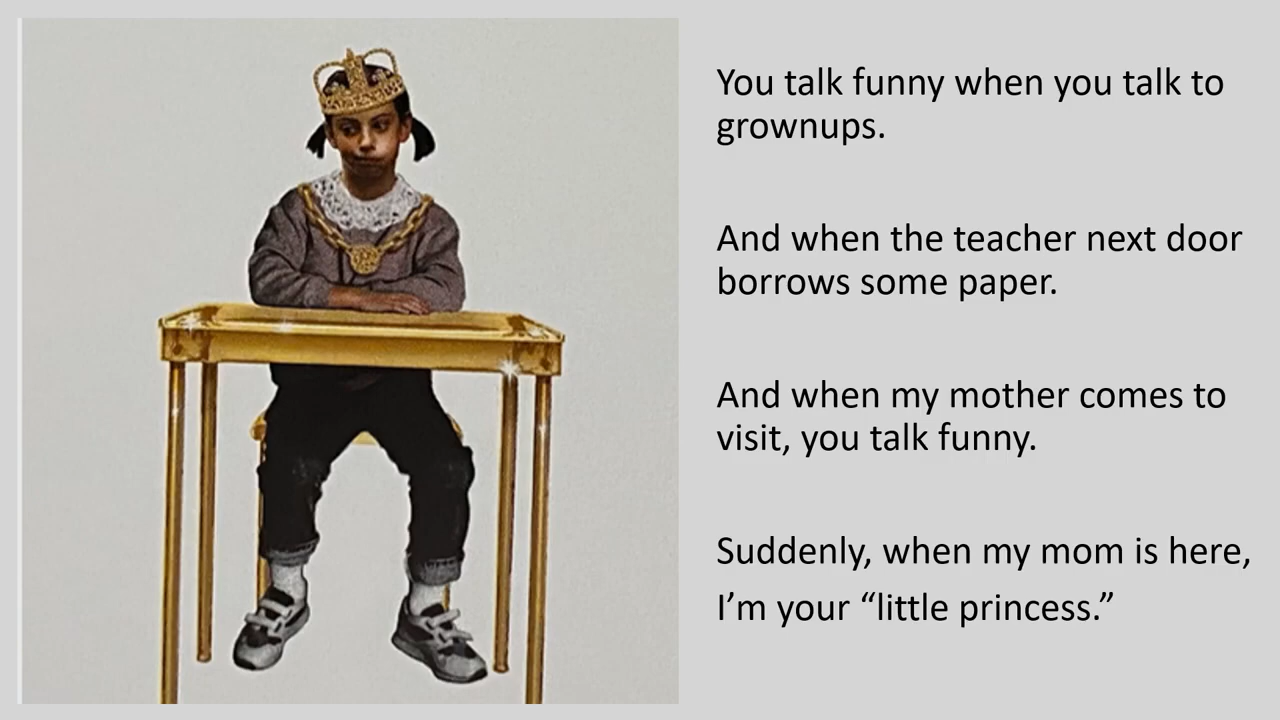 You talk funny when you talk to
grownups.
And when the teacher next door
borrows some paper.
And when my mother comes to
visit, you talk funny.
Suddenly, when my mom is here,
I’m your “little princess.”